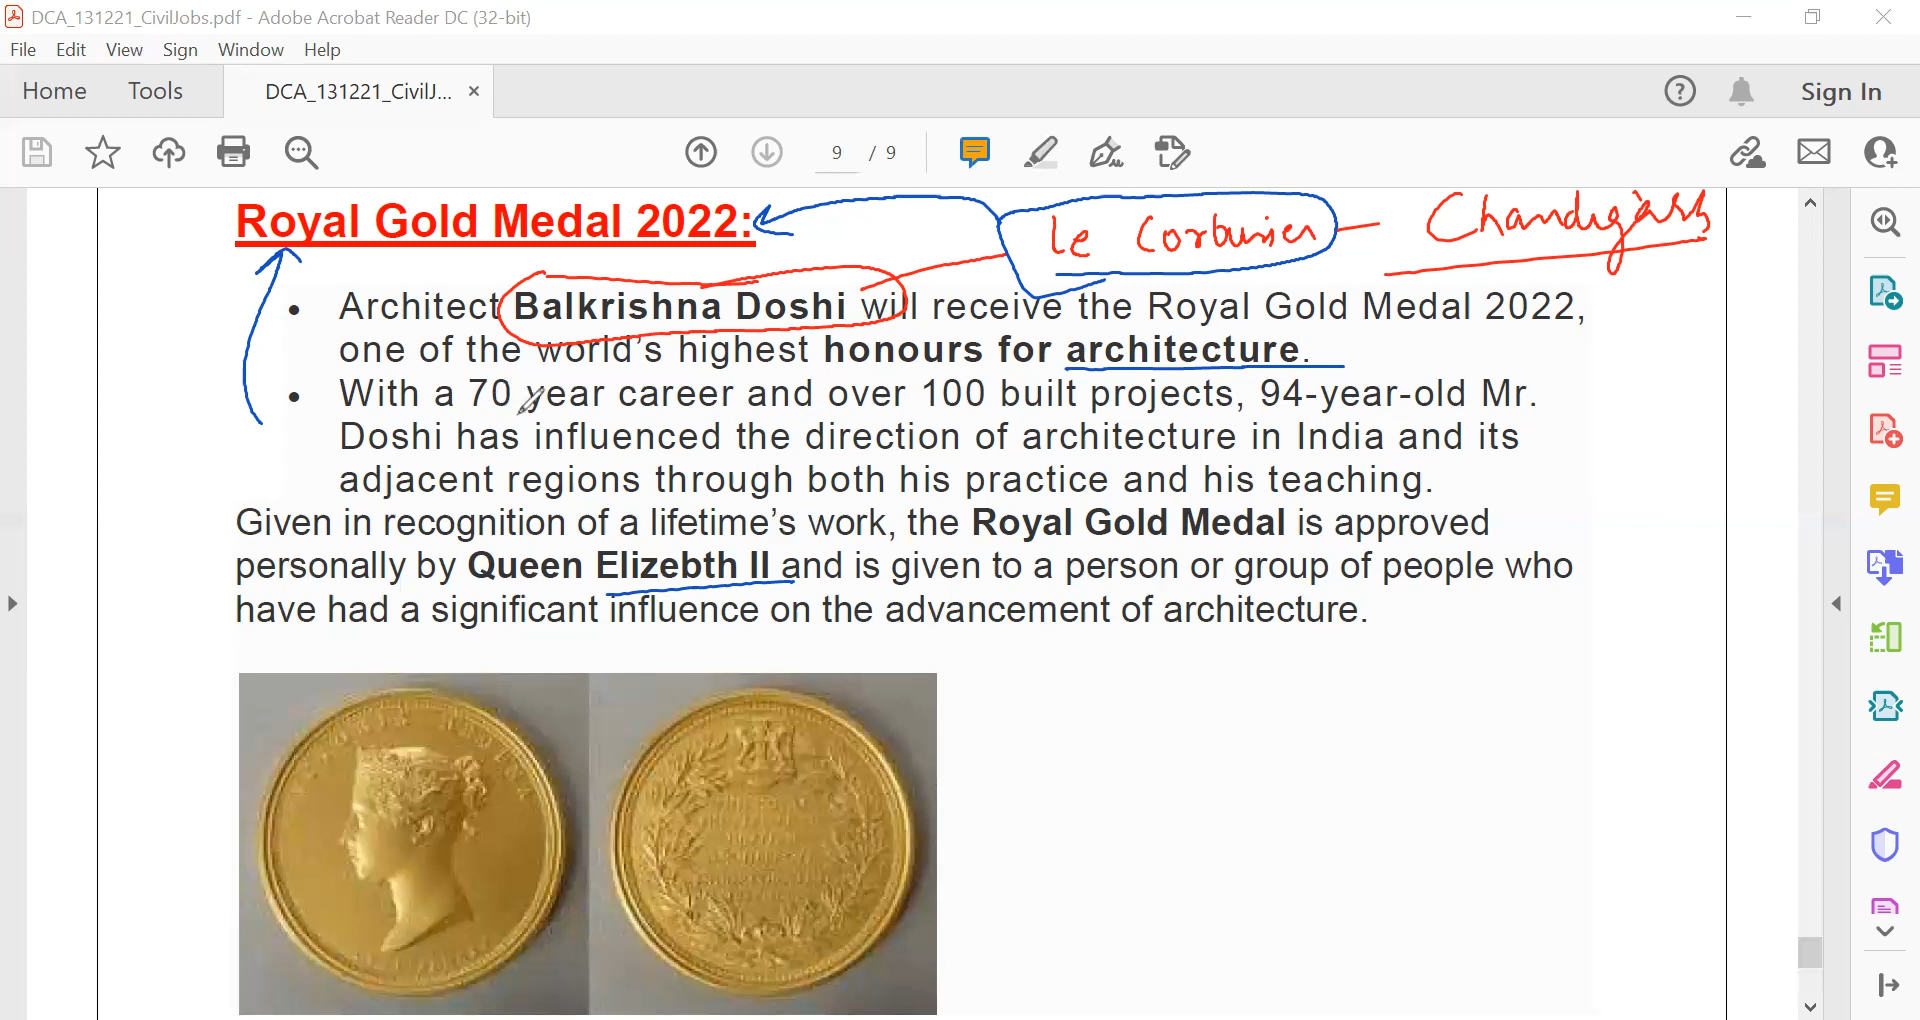 DCA_131221_CivilJobs.pdf - Adobe Acrobat Reader DC (32-bit)
File Edit View Sign Window Help
Home Tools DCA_131221_CivilJ... × Sign In
9 / 9
Royal Gold Medal 2022:
le Corbusier - Chandigarh
• Architect Balkrishna Doshi will receive the Royal Gold Medal 2022,
one of the world's highest honours for architecture.
• With a 70 year career and over 100 built projects, 94-year-old Mr.
Doshi has influenced the direction of architecture in India and its
adjacent regions through both his practice and his teaching.
Given in recognition of a lifetime’s work, the Royal Gold Medal is approved
personally by Queen Elizebth II and is given to a person or group of people who
have had a significant influence on the advancement of architecture.